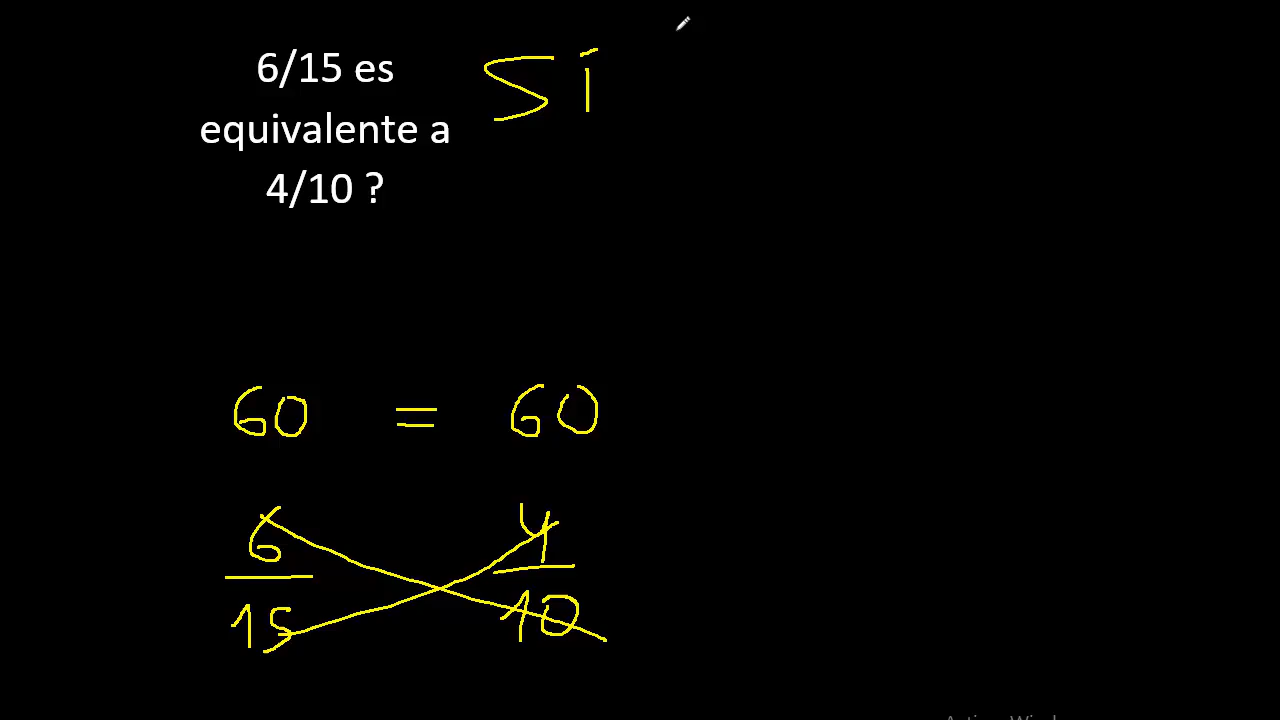 6/15 es
equivalente a
4/10 ?
SÍ
60 = 60
6 4
15 10